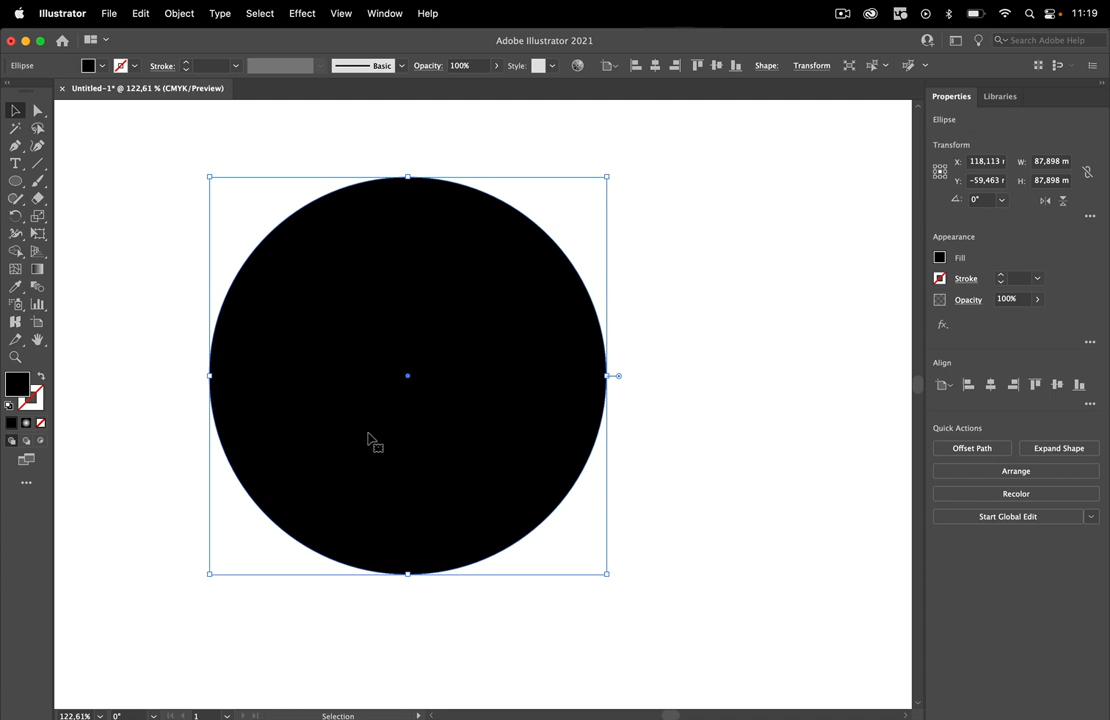 Illustrator File Edit Object Type Select Effect View Window Help 11:19
Adobe Illustrator 2021 Search Adobe Help
Ellipse Stroke: Basic Opacity: 100% Style: Shape: Transform
× Untitled-1* @ 122,61 % (CMYK/Preview)
Properties Libraries
Ellipse
Transform
X: 118,113 r W: 87,898 m
Y: -59,463 r H: 87,898 m
0°
Appearance
Fill
Stroke
Opacity 100%
fx.
Align
Quick Actions
Offset Path Expand Shape
Arrange
Recolor
Start Global Edit
122,61% 0° 1 Selection